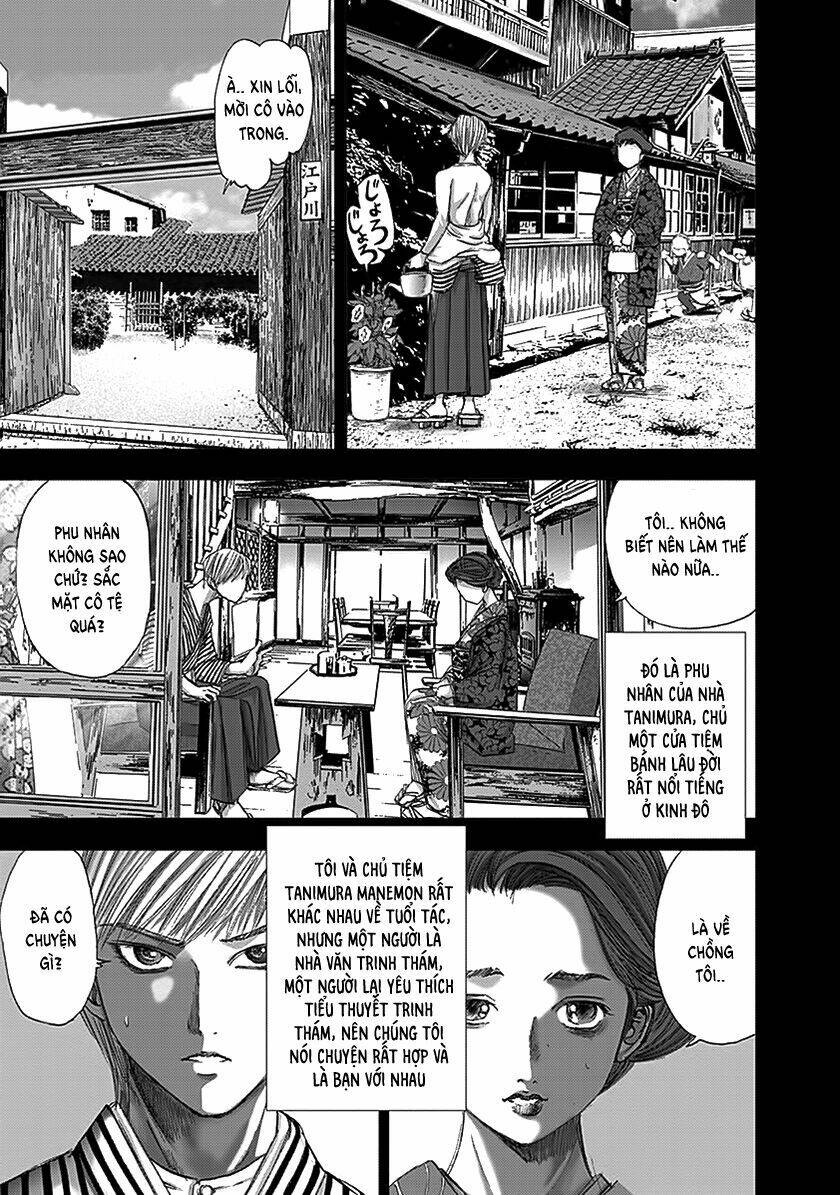 じょろ
じょろ
À.. XIN LỖI,
MỜI CÔ VÀO
TRONG.
江戸川
TÔI.. KHÔNG
BIẾT NÊN LÀM THẾ
NÀO NỮA..
ĐÓ LÀ PHU
NHÂN CỦA NHÀ
TANIMURA, CHỦ
MỘT CỬA TIỆM
BÁNH LÂU ĐỜI
RẤT NỔI TIẾNG
Ở KINH ĐÔ
PHU NHÂN
KHÔNG SAO
CHỨ? SẮC
MẶT CÔ TỆ
QUÁ?
LÀ VỀ
CHỒNG
TÔI..
TÔI VÀ CHỦ TIỆM
TANIMURA MANEMON RẤT
KHÁC NHAU VỀ TUỔI TÁC,
NHƯNG MỘT NGƯỜI LÀ
NHÀ VĂN TRINH THÁM,
MỘT NGƯỜI LẠI YÊU THÍCH
TIỂU THUYẾT TRINH
THÁM, NÊN CHÚNG TÔI
NÓI CHUYỆN RẤT HỢP VÀ
LÀ BẠN VỚI NHAU
ĐÃ CÓ
CHUYỆN
GÌ?